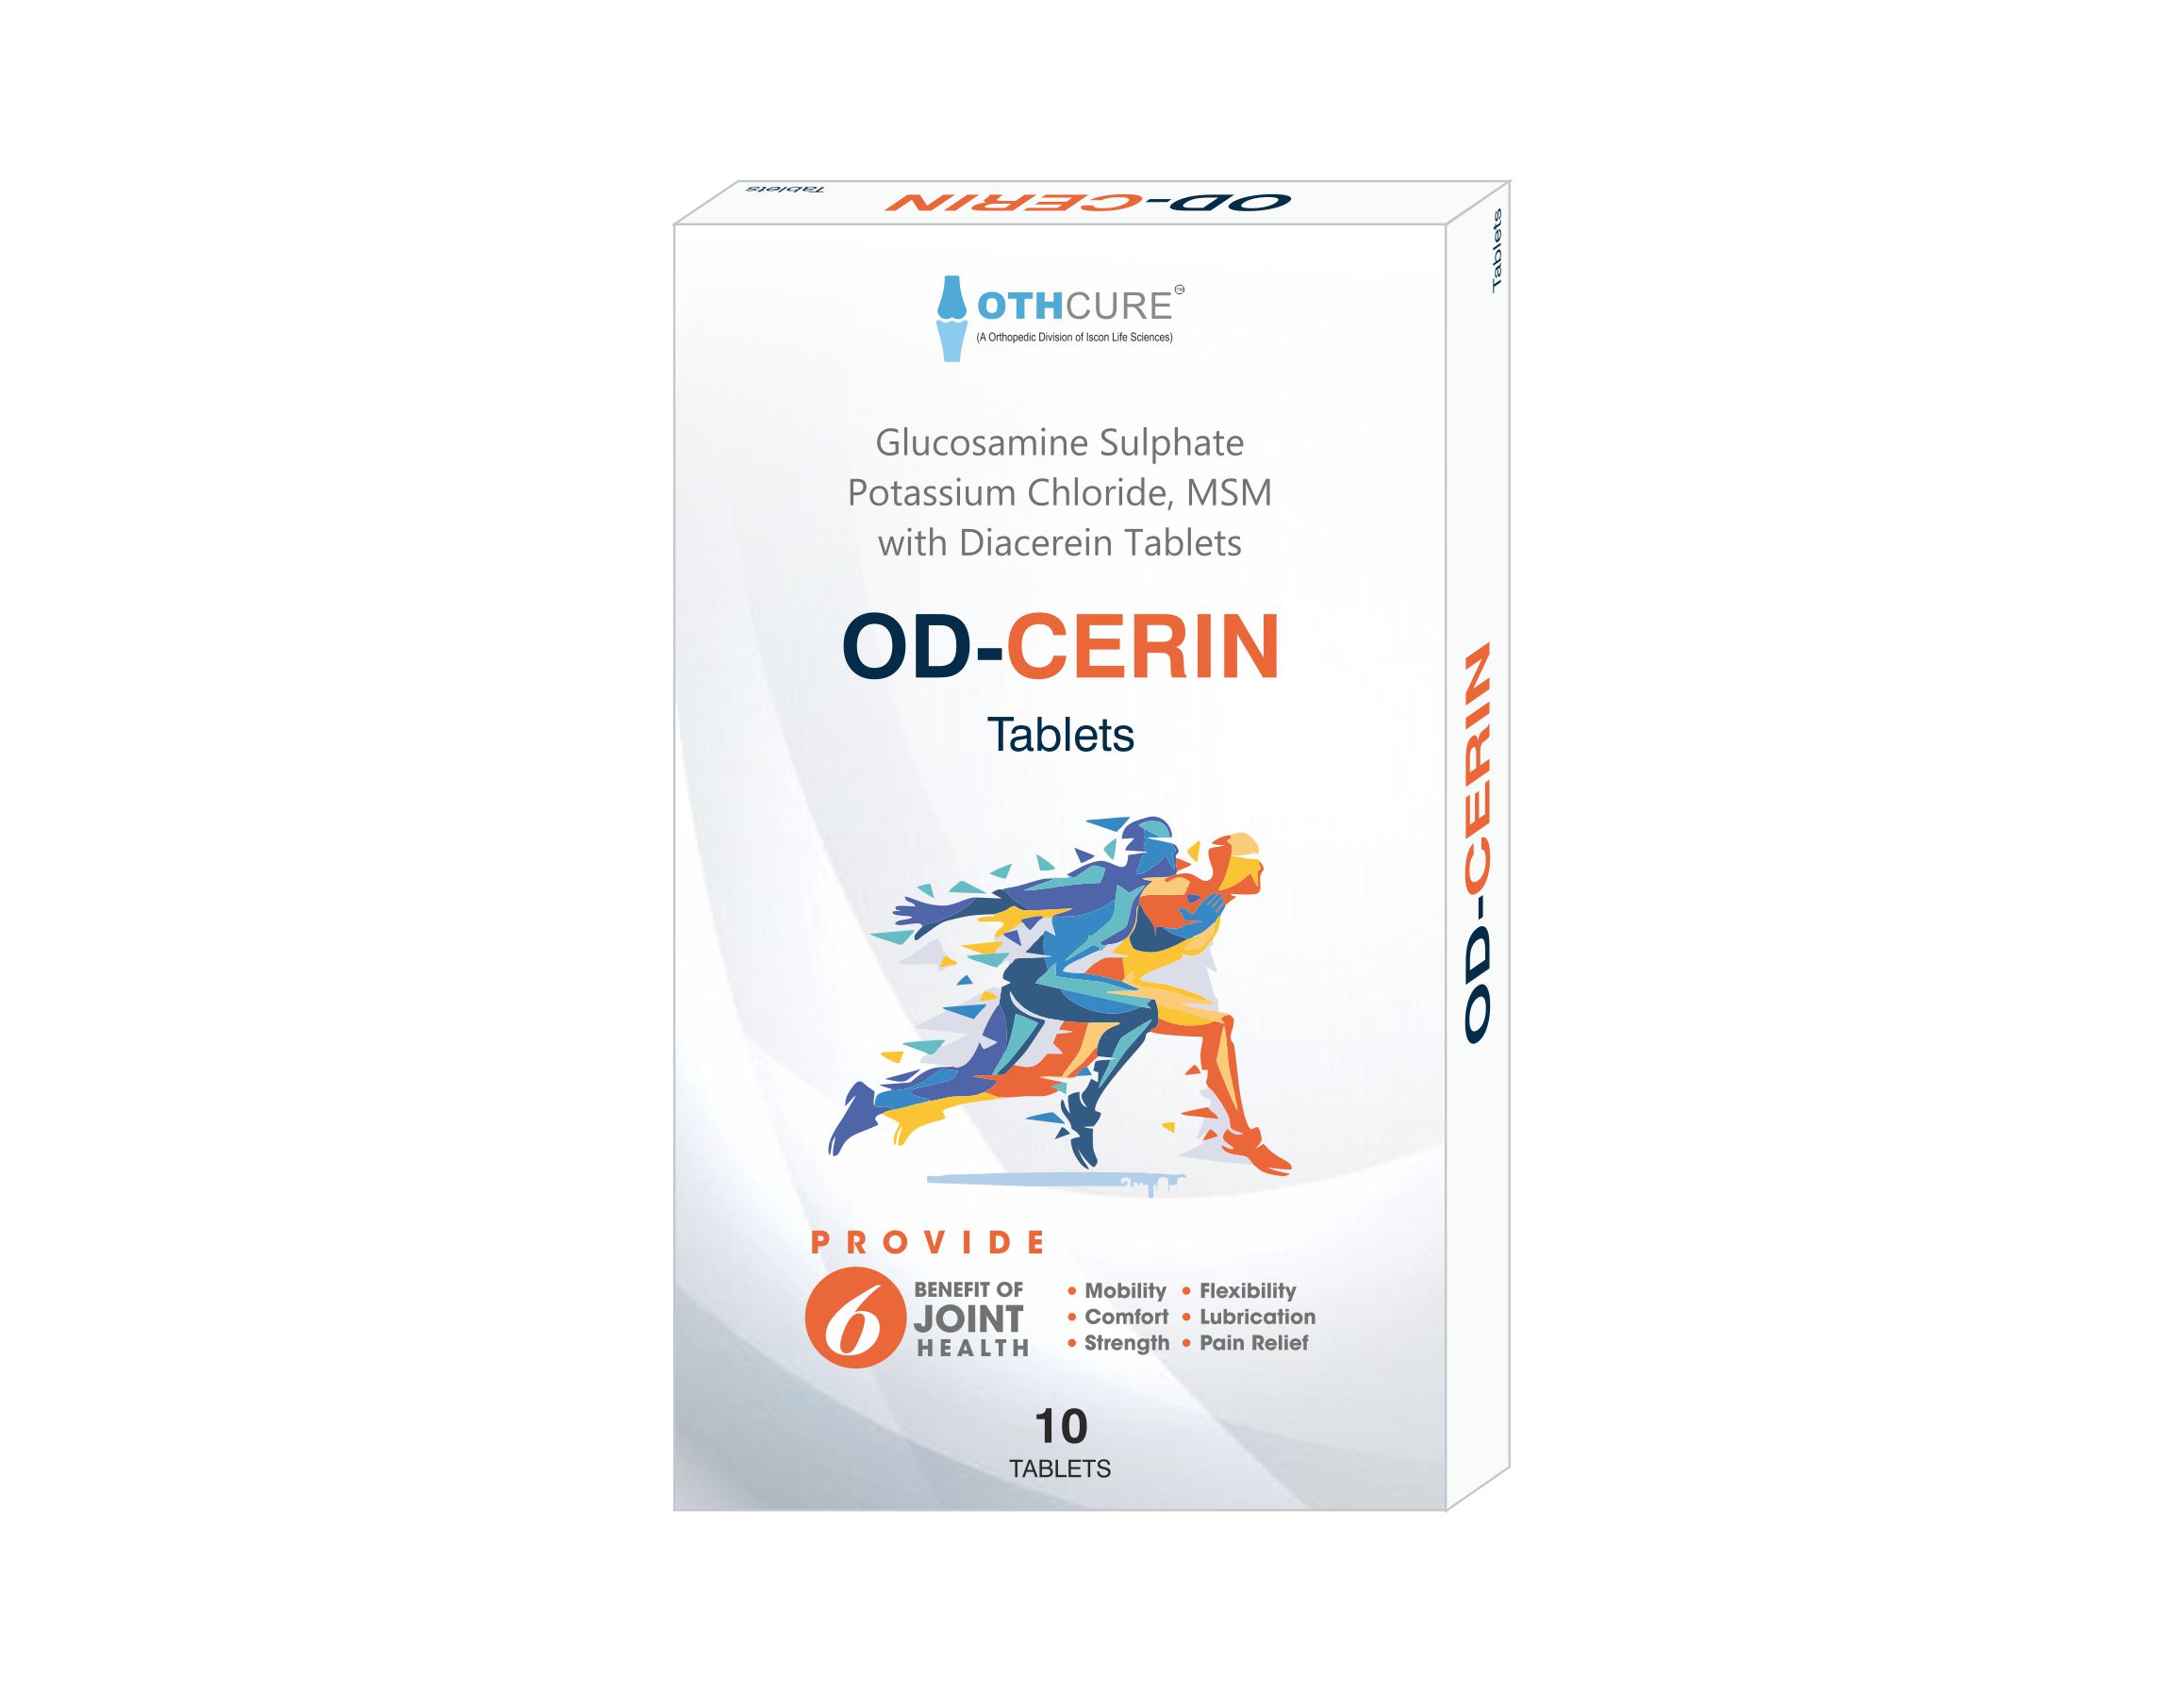 Tablets
OD-CERIN
Tablets
OTHCURE™
(A Orthopedic Division of Iscon Life Sciences)
Glucosamine Sulphate
Potassium Chloride, MSM
with Diacerein Tablets
OD-CERIN
Tablets
OD-CERIN
PROVIDE
6 BENEFIT OF
JOINT
HEALTH
• Mobility • Flexibility
• Comfort • Lubrication
• Strength • Pain Relief
10
TABLETS